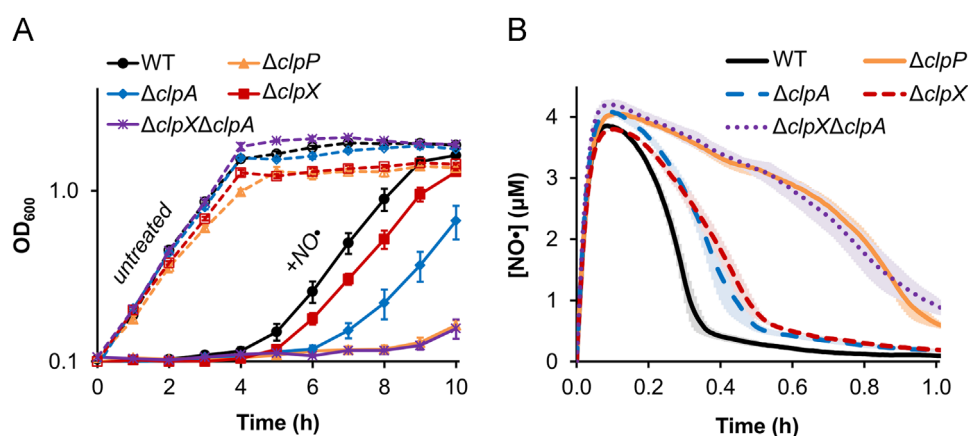 A
WT
ΔclpP
ΔclpA
ΔclpX
ΔclpXΔclpA
OD600
1.0
0.1
untreated
+NO•
0 2 4 6 8 10
Time (h)
B
WT
ΔclpP
ΔclpA
ΔclpX
ΔclpXΔclpA
[NO•] (µM)
4
3
2
1
0
0.0 0.2 0.4 0.6 0.8 1.0
Time (h)